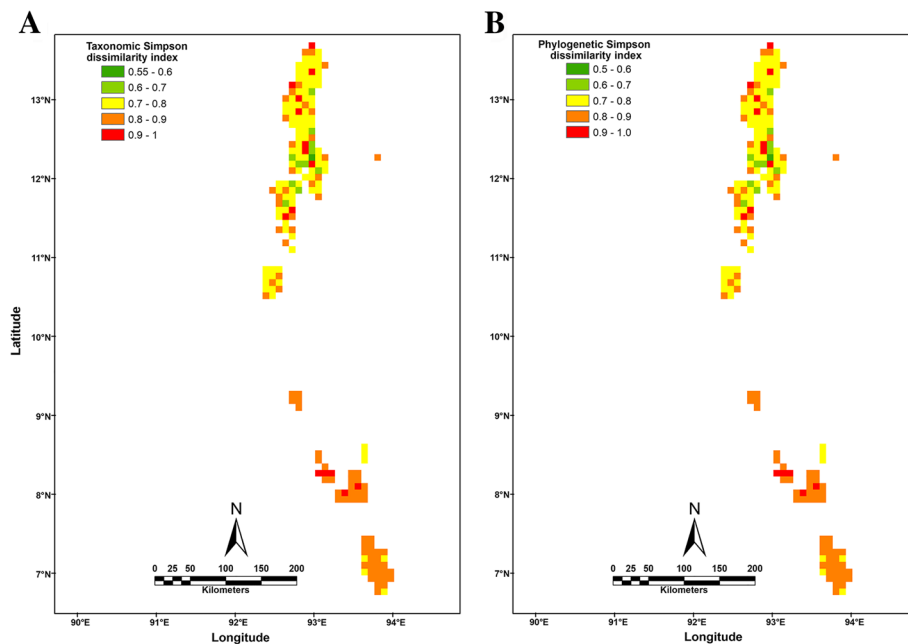 A
Taxonomic Simpson
dissimilarity index
0.55 - 0.6
0.6 - 0.7
0.7 - 0.8
0.8 - 0.9
0.9 - 1
13°N
12°N
11°N
10°N
9°N
8°N
7°N
Latitude
N
0 25 50 100 150 200
Kilometers
90°E 91°E 92°E 93°E 94°E
Longitude
B
Phylogenetic Simpson
dissimilarity index
0.5 - 0.6
0.6 - 0.7
0.7 - 0.8
0.8 - 0.9
0.9 - 1.0
N
0 25 50 100 150 200
Kilometers
90°E 91°E 92°E 93°E 94°E
Longitude